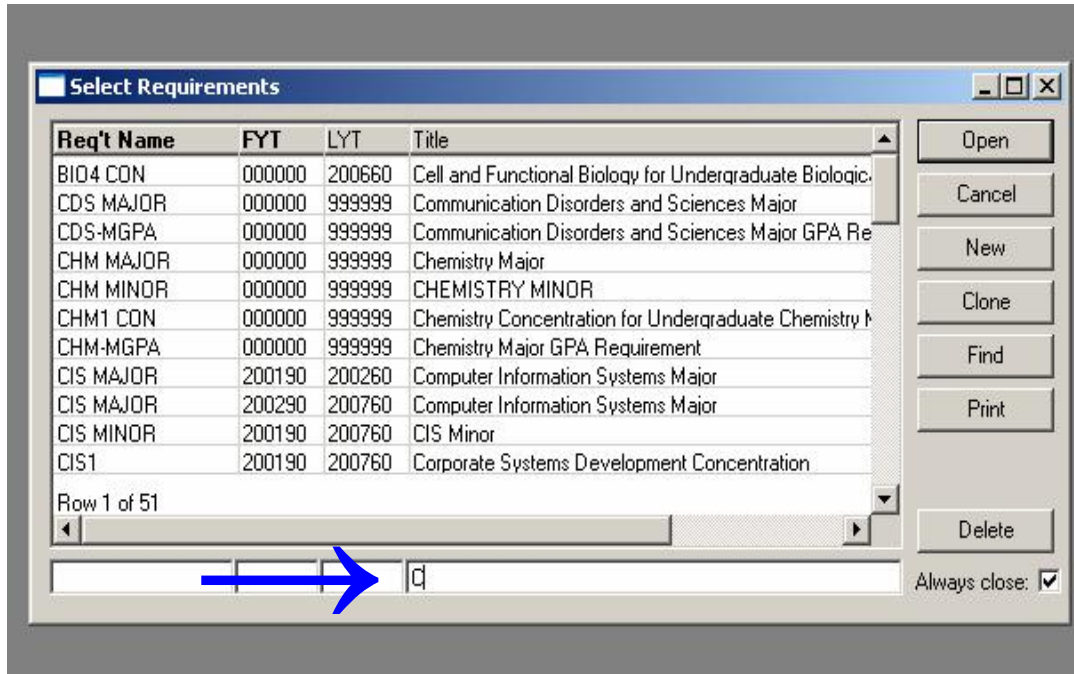 Select Requirements
Req't Name FYT LYT Title
BIO4 CON 000000 200660 Cell and Functional Biology for Undergraduate Biologic
CDS MAJOR 000000 999999 Communication Disorders and Sciences Major
CDS-MGPA 000000 999999 Communication Disorders and Sciences Major GPA Re
CHM MAJOR 000000 999999 Chemistry Major
CHM MINOR 000000 999999 CHEMISTRY MINOR
CHM1 CON 000000 999999 Chemistry Concentration for Undergraduate Chemistry
CHM-MGPA 000000 999999 Chemistry Major GPA Requirement
CIS MAJOR 200190 200260 Computer Information Systems Major
CIS MAJOR 200290 200760 Computer Information Systems Major
CIS MINOR 200190 200760 CIS Minor
CIS1 200190 200760 Corporate Systems Development Concentration
Row 1 of 51
C
Open
Cancel
New
Clone
Find
Print
Delete
Always close: